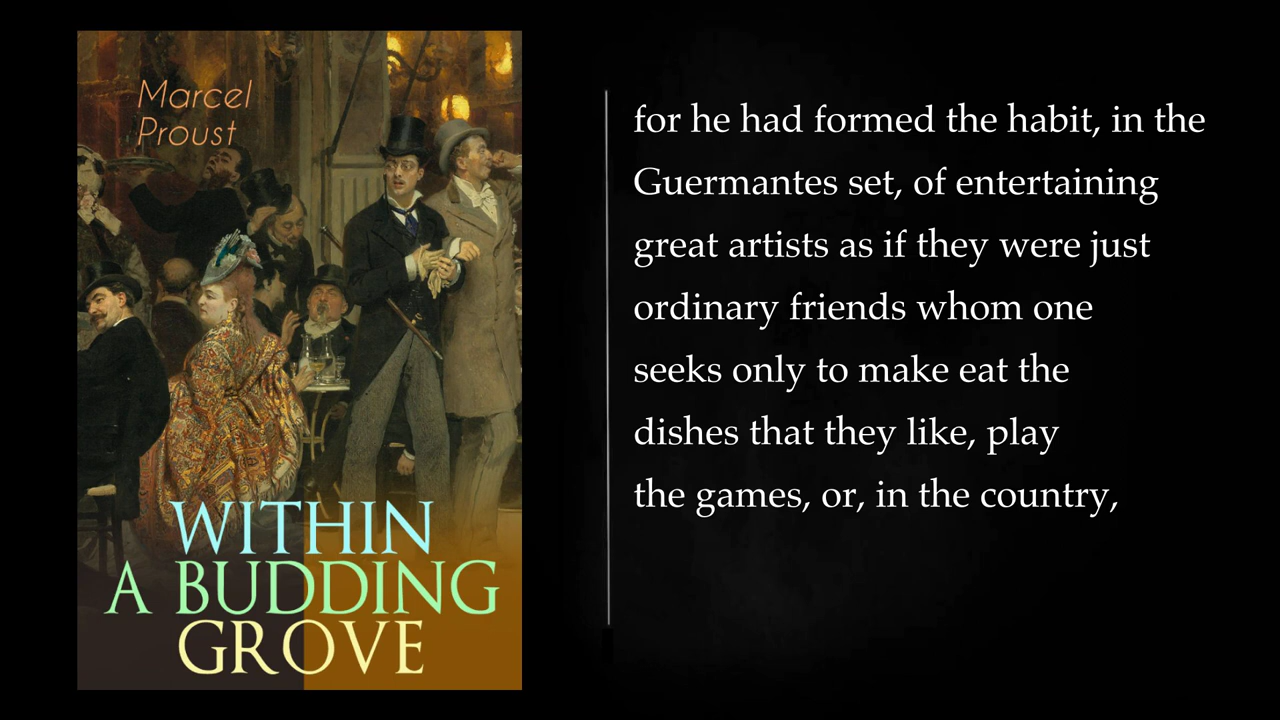 Marcel
Proust
WITHIN
A BUDDING
GROVE
for he had formed the habit, in the
Guermantes set, of entertaining
great artists as if they were just
ordinary friends whom one
seeks only to make eat the
dishes that they like, play
the games, or, in the country,